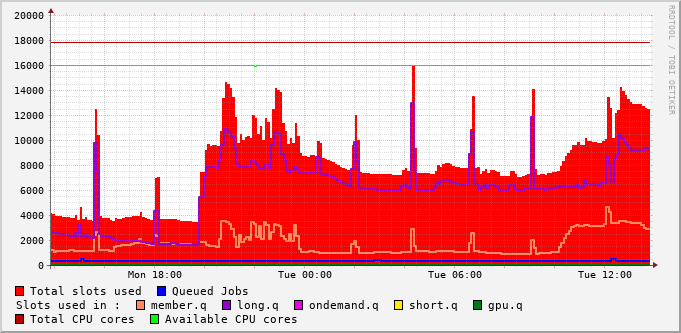 RRDTOOL / TOBI OETIKER
20000
18000
16000
14000
12000
10000
8000
6000
4000
2000
0
Mon 18:00 Tue 00:00 Tue 06:00 Tue 12:00
Total slots used Queued Jobs
Slots used in : member.q long.q ondemand.q short.q gpu.q
Total CPU cores Available CPU cores